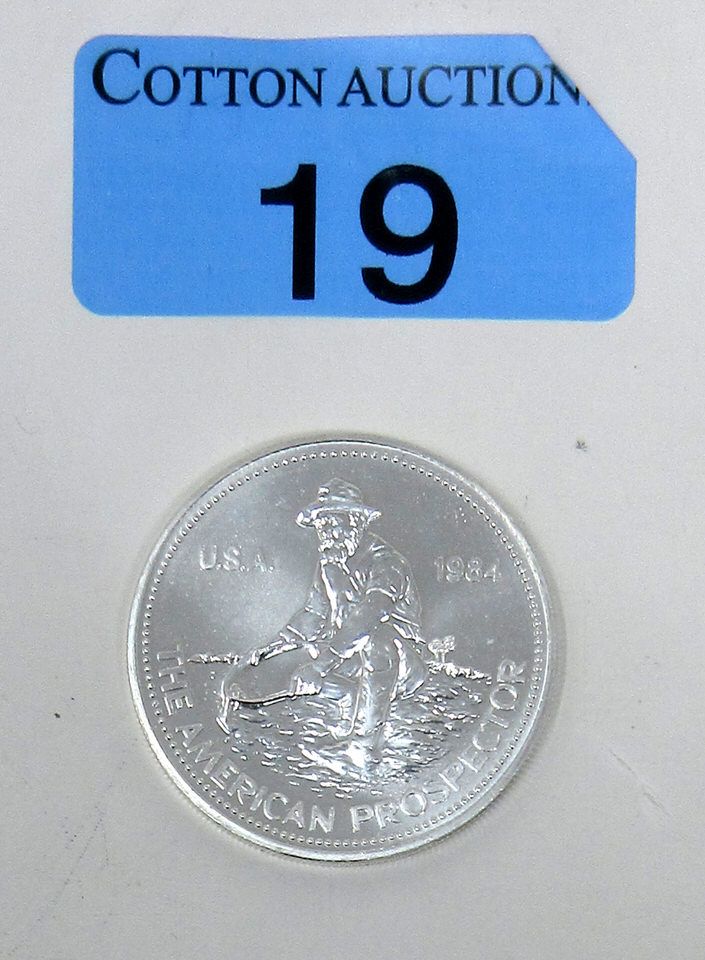 COTTON AUCTION
19
U.S.A. 1984
THE AMERICAN PROSPECTOR